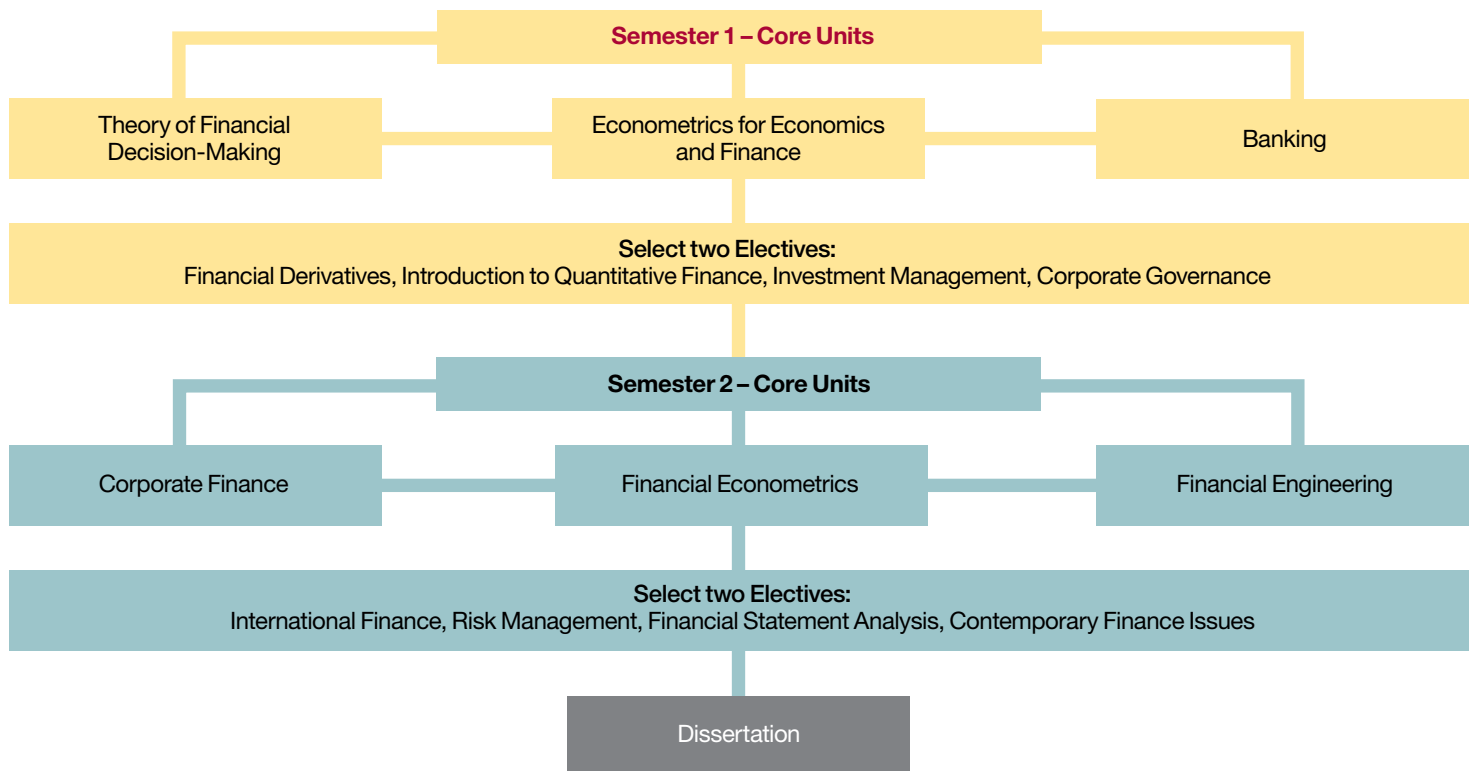 Semester 1 – Core Units
Theory of Financial
Decision-Making
Econometrics for Economics
and Finance
Banking
Select two Electives:
Financial Derivatives, Introduction to Quantitative Finance, Investment Management, Corporate Governance
Semester 2 – Core Units
Corporate Finance
Financial Econometrics
Financial Engineering
Select two Electives:
International Finance, Risk Management, Financial Statement Analysis, Contemporary Finance Issues
Dissertation